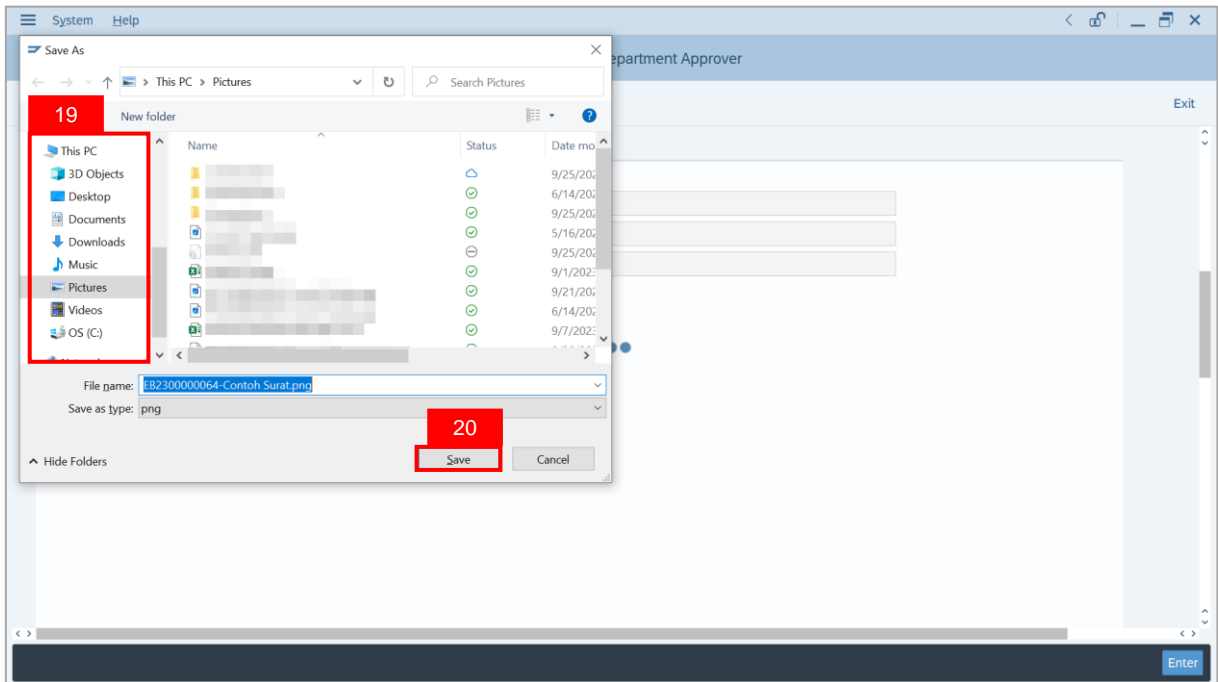 System Help
Save As
epartment Approver
This PC > Pictures
Search Pictures
Exit
19
New folder
Name Status Date mo
This PC
3D Objects
Desktop
Documents
Downloads
Music
Pictures
Videos
OS (C:)
9/25/202
6/14/202
9/25/202
5/16/202
9/25/202
9/1/202
9/21/202
6/14/202
9/7/202
File name: EB2300000064-Contoh Surat.png
Save as type: png
20
Hide Folders
Save Cancel
Enter